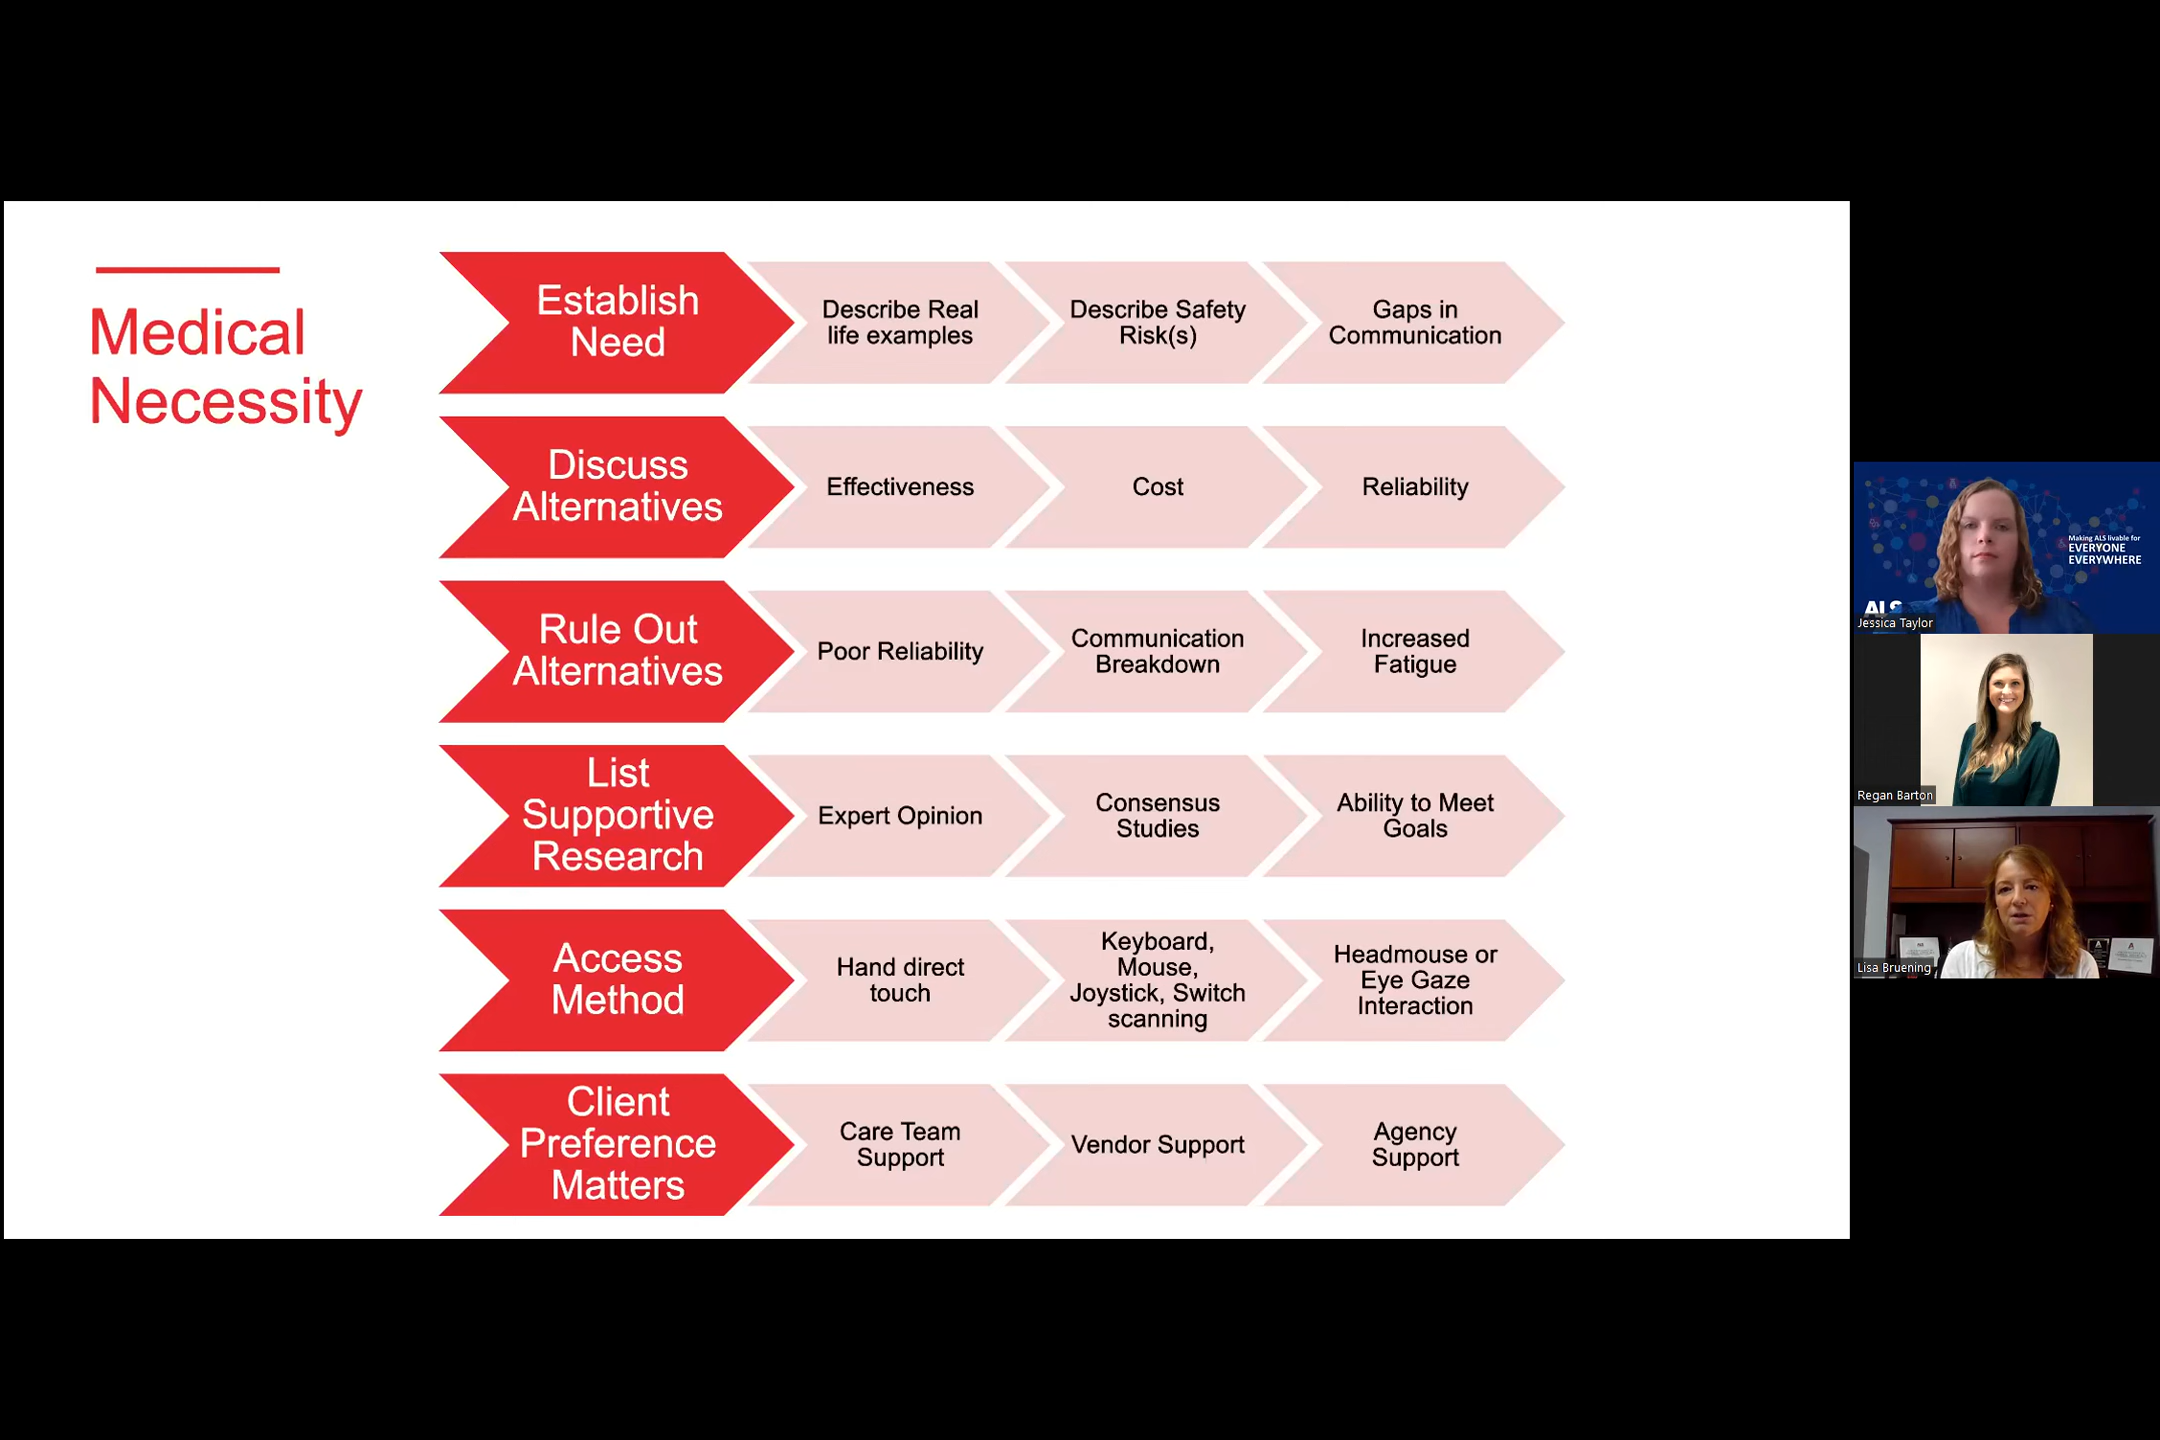 Medical
Necessity
Establish
Need
Describe Real
life examples
Describe Safety
Risk(s)
Gaps in
Communication
Discuss
Alternatives
Effectiveness
Cost
Reliability
Rule Out
Alternatives
Poor Reliability
Communication
Breakdown
Increased
Fatigue
List
Supportive
Research
Expert Opinion
Consensus
Studies
Ability to Meet
Goals
Access
Method
Hand direct
touch
Keyboard,
Mouse,
Joystick, Switch
scanning
Headmouse or
Eye Gaze
Interaction
Client
Preference
Matters
Care Team
Support
Vendor Support
Agency
Support
Making ALS livable for
EVERYONE
EVERYWHERE
ALS
Jessica Taylor
Regan Barton
Lisa Bruening